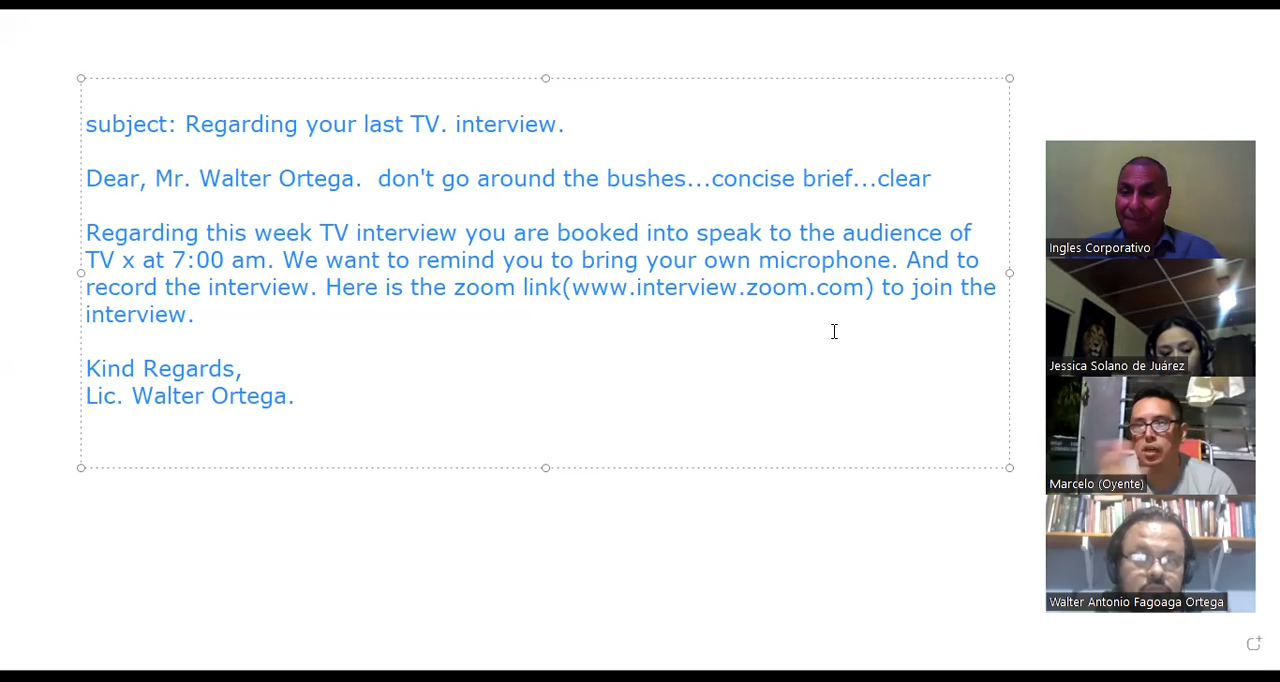 subject: Regarding your last TV. interview.
Dear, Mr. Walter Ortega.  don't go around the bushes...concise brief...clear
Regarding this week TV interview you are booked into speak to the audience of
TV x at 7:00 am. We want to remind you to bring your own microphone. And to
record the interview. Here is the zoom link(www.interview.zoom.com) to join the
interview.
Kind Regards,
Lic. Walter Ortega.
Ingles Corporativo
Jessica Solano de Juárez
Marcelo (Oyente)
Walter Antonio Fagoaga Ortega